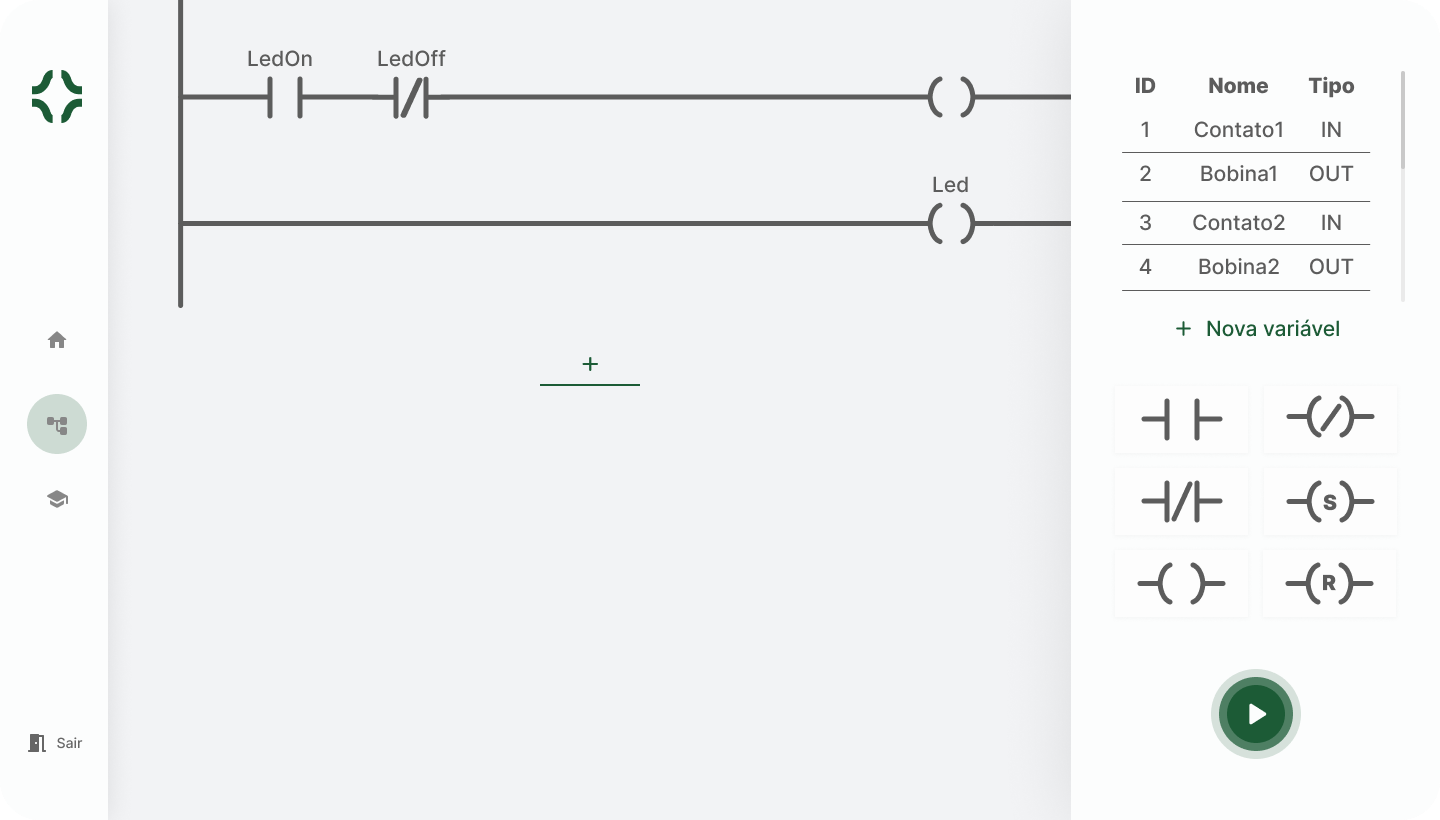 LedOn LedOff
Led
Sair
ID Nome Tipo
1 Contato1 IN
2 Bobina1 OUT
3 Contato2 IN
4 Bobina2 OUT
+ Nova variável
+
S
R